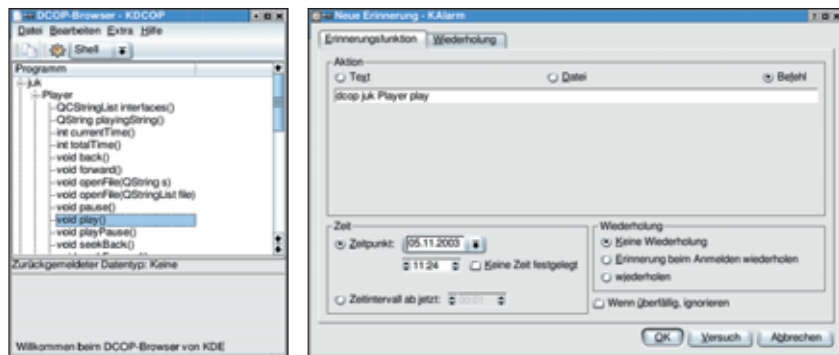 DCOP-Browser - KDCOP
Datei Bearbeiten Extra Hilfe
Shell
Programm
juk
Player
QCStringList interfaces()
QString playingString()
int currentTime()
int totalTime()
void back()
void forward()
void openFile(QString s)
void openFile(QStringList file)
void pause()
void play()
void playPause()
void seekBack()
Zurückgemeldeter Datentyp: Keine
Willkommen beim DCOP-Browser von KDE
Neue Erinnerung - KAlarm
Erinnerungsfunktion Wiederholung
Aktion
Text Datei Befehl
dcop juk Player play
Zeit
Zeitpunkt: 05.11.2003
11:24 Keine Zeit festgelegt
Zeitintervall ab jetzt: 00:01
Wiederholung
Keine Wiederholung
Erinnerung beim Anmelden wiederholen
wiederholen
Wenn überfällig, ignorieren
OK Versuch Abbrechen